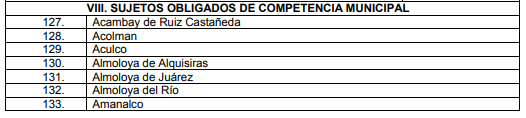 VIII. SUJETOS OBLIGADOS DE COMPETENCIA MUNICIPAL
127. Acambay de Ruiz Castañeda
128. Acolman
129. Aculco
130. Almoloya de Alquisiras
131. Almoloya de Juárez
132. Almoloya del Río
133. Amanalco